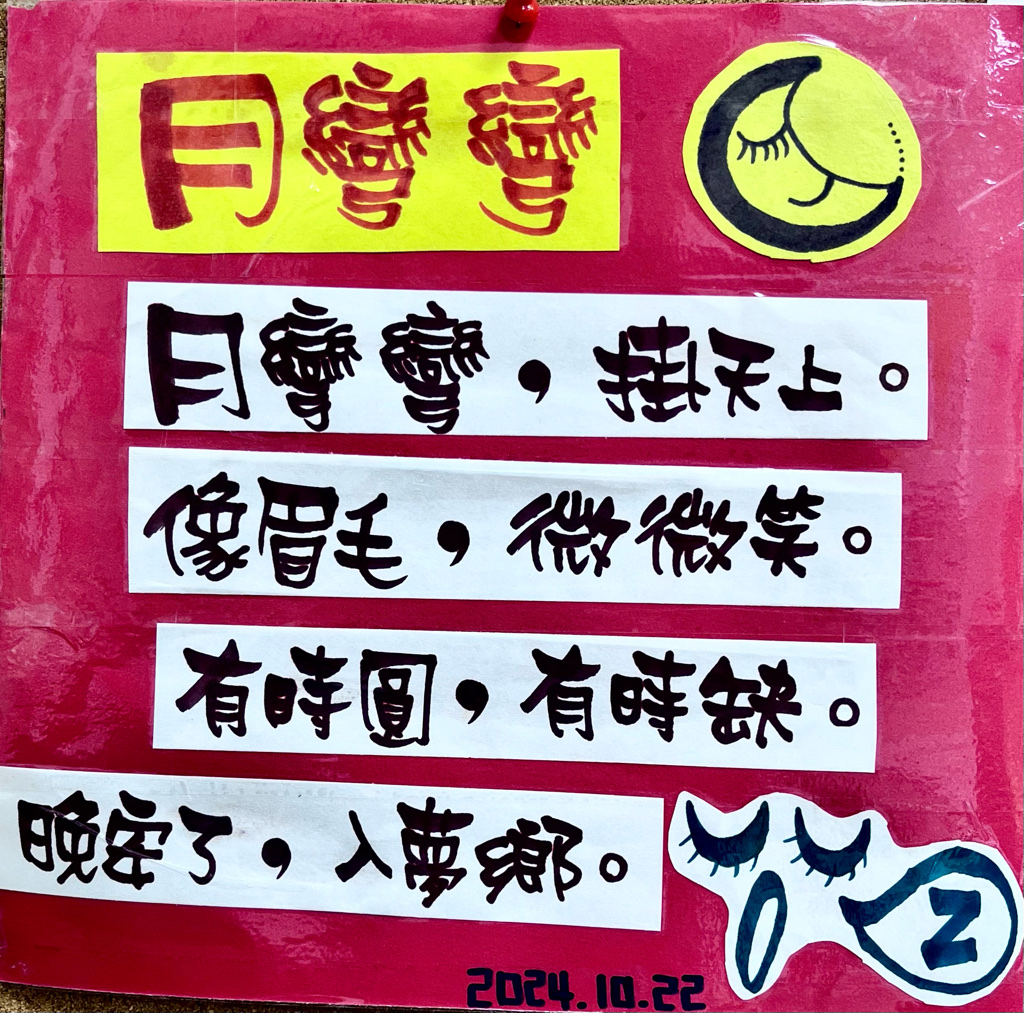 月彎彎
月彎彎，掛天上。
像眉毛，微微笑。
有時圓，有時缺。
晚安了，入夢鄉。
Z
2024.10.22